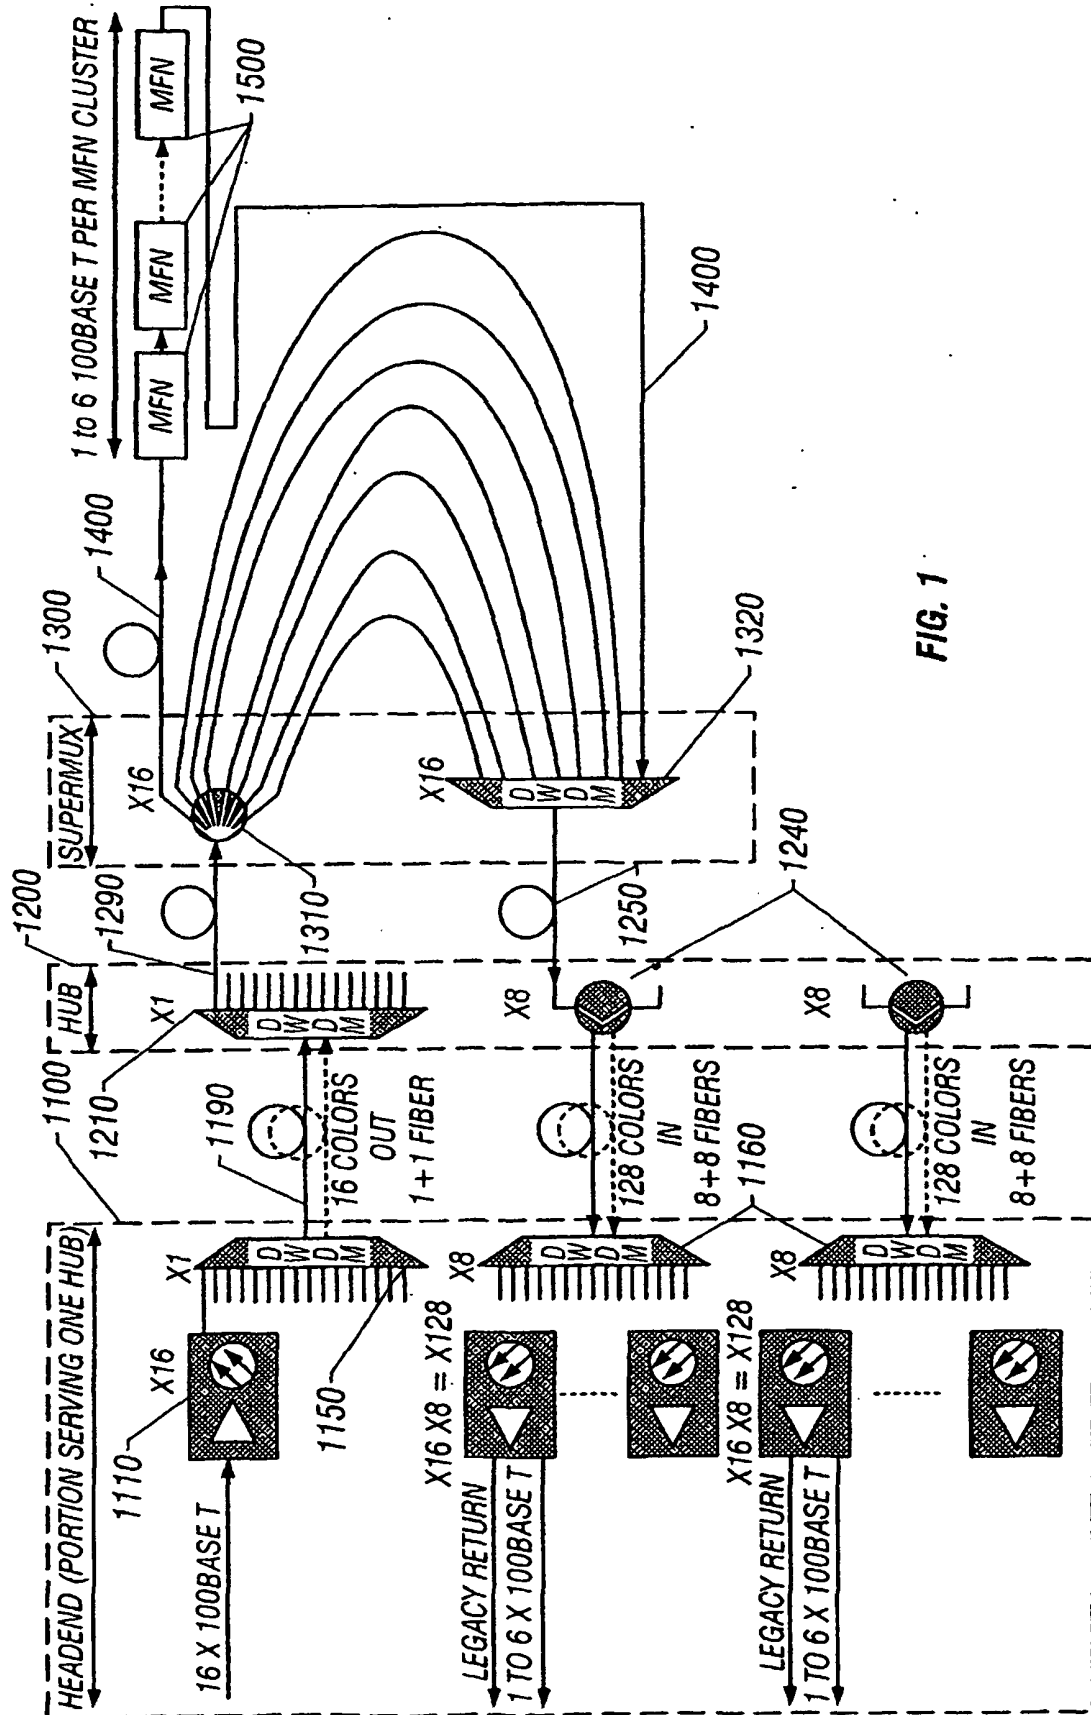 HEADEND (PORTION SERVING ONE HUB)
1100
HUB
1200
SUPERMUX
1300
1 to 6 100BASE T PER MFN CLUSTER
1110
X16
16 X 100BASE T
X1
DWDM
1150
1210
1190
16 COLORS
OUT
1+1 FIBER
X1
DWDM
1290
X16
1310
1400
MFN
MFN
MFN
1500
LEGACY RETURN
1 TO 6 X 100BASE T
X16 X8 = X128
X8
DWDM
1160
128 COLORS
IN
8+8 FIBERS
X8
1240
1250
X16
DWDM
1320
1400
LEGACY RETURN
1 TO 6 X 100BASE T
X16 X8 = X128
X8
DWDM
128 COLORS
IN
8+8 FIBERS
X8
FIG. 1